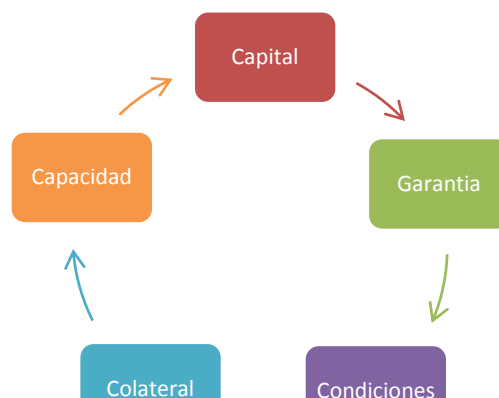 Capital
Garantia
Condiciones
Colateral
Capacidad